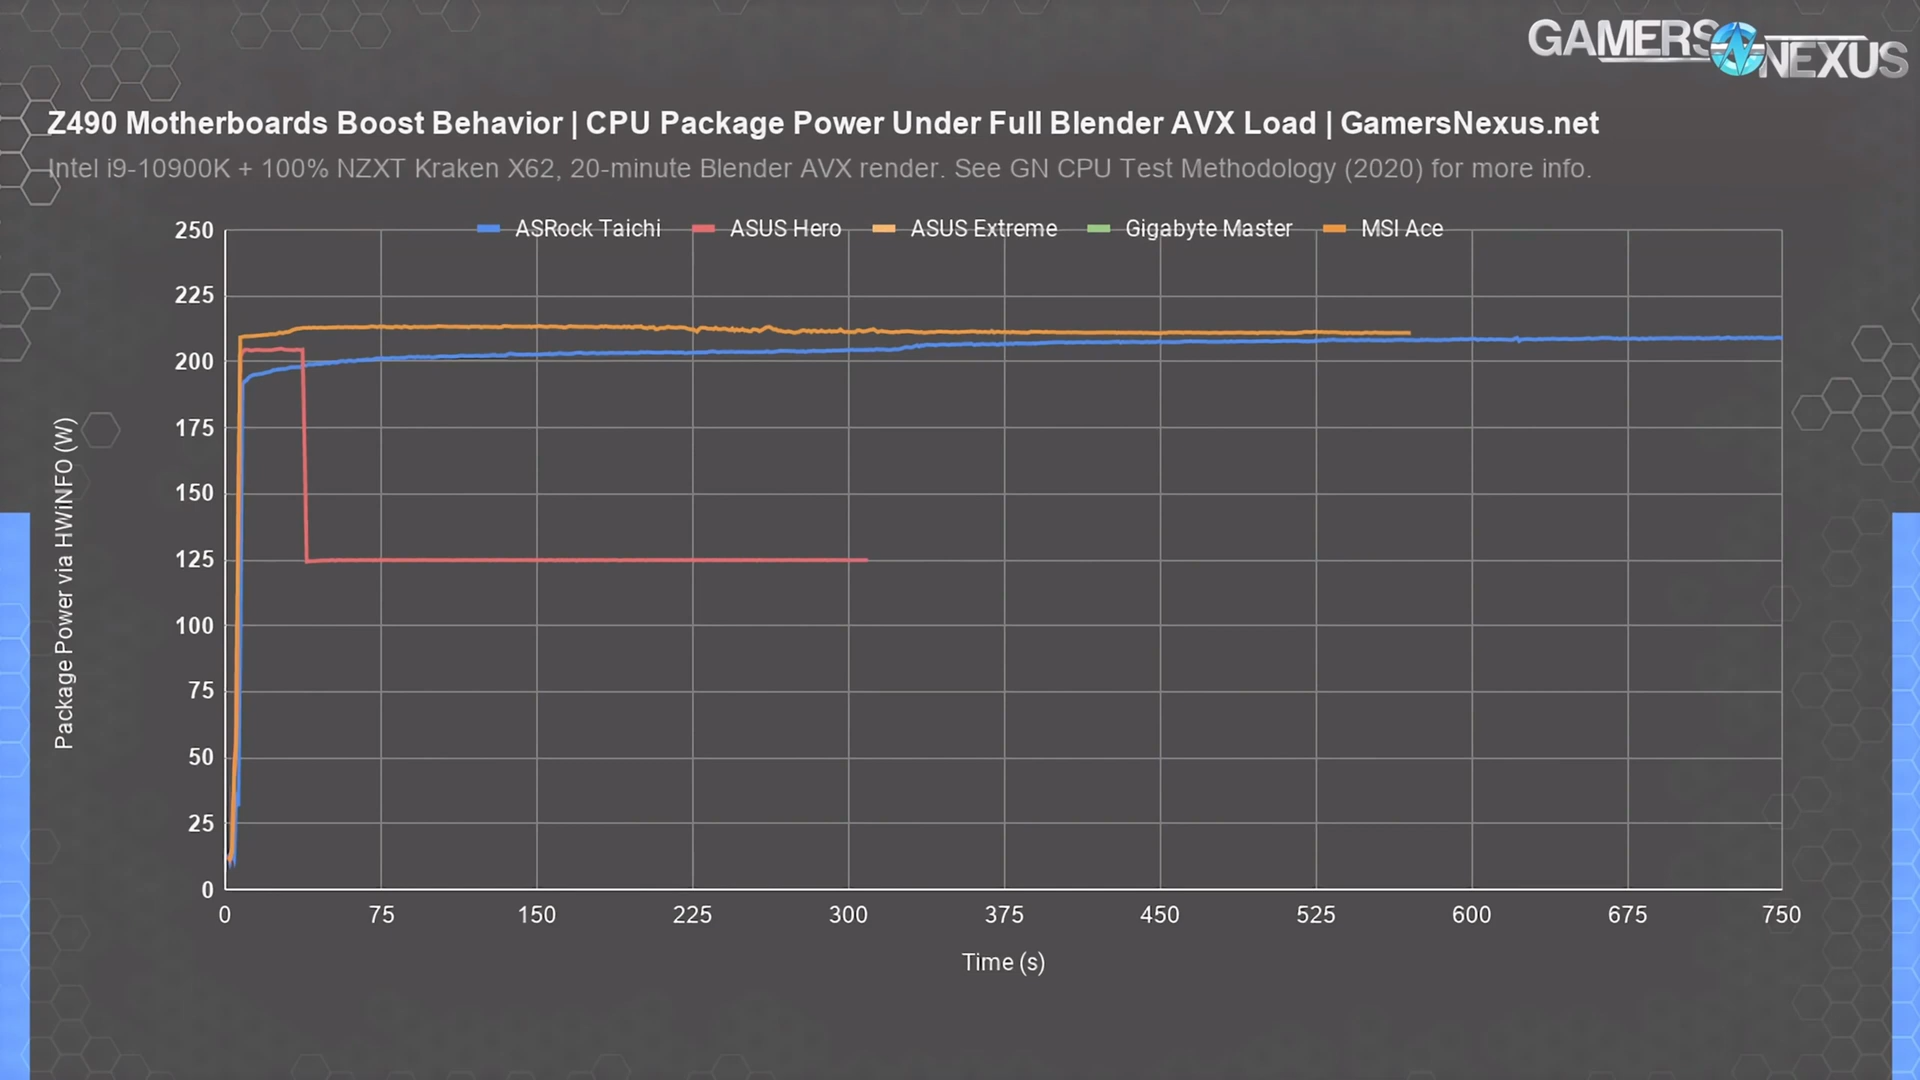 GAMERS NEXUS
Z490 Motherboards Boost Behavior | CPU Package Power Under Full Blender AVX Load | GamersNexus.net
Intel i9-10900K + 100% NZXT Kraken X62, 20-minute Blender AVX render. See GN CPU Test Methodology (2020) for more info.
ASRock Taichi ASUS Hero ASUS Extreme Gigabyte Master MSI Ace
250
225
200
175
150
125
100
75
50
25
0
Package Power via HWiNFO (W)
0 75 150 225 300 375 450 525 600 675 750
Time (s)